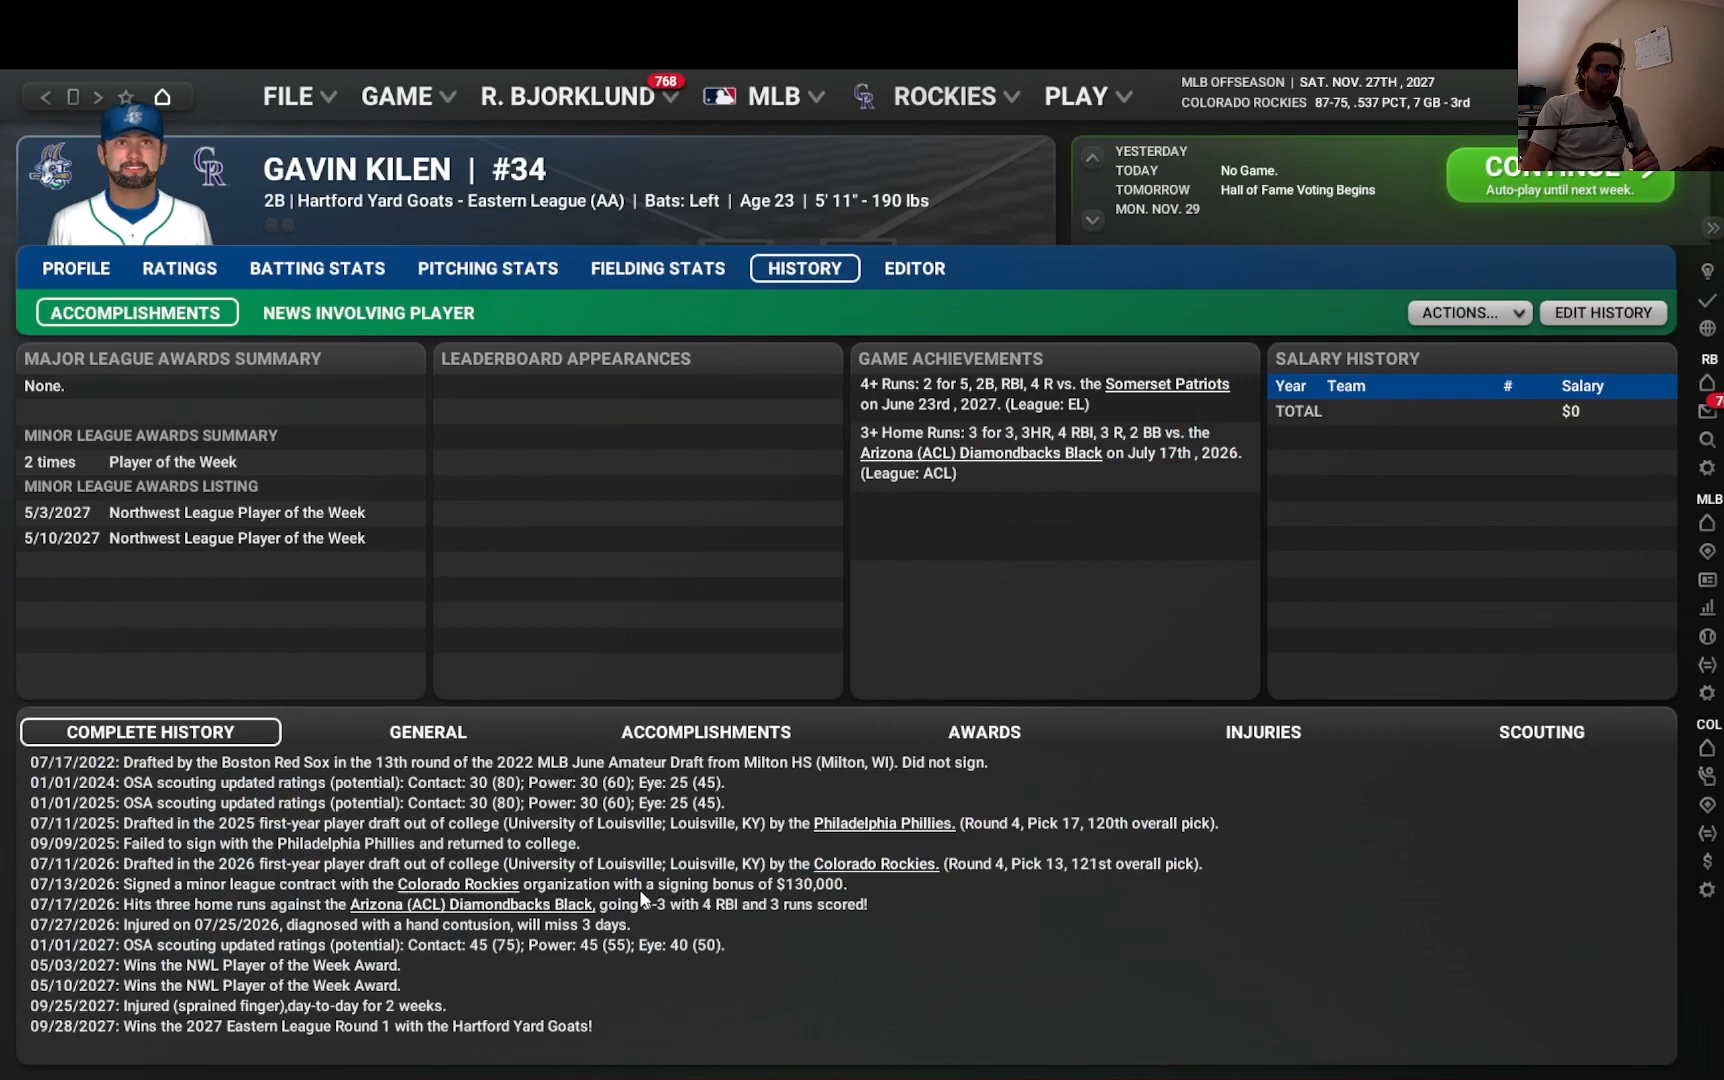 FILE GAME R. BJORKLUND 768 MLB ROCKIES PLAY
MLB OFFSEASON | SAT. NOV. 27TH , 2027
COLORADO ROCKIES 87-75, .537 PCT, 7 GB - 3rd
GAVIN KILEN | #34
2B | Hartford Yard Goats - Eastern League (AA) | Bats: Left | Age 23 | 5' 11" - 190 lbs
YESTERDAY
TODAY No Game.
TOMORROW Hall of Fame Voting Begins
MON. NOV. 29
Auto-play until next week.
PROFILE RATINGS BATTING STATS PITCHING STATS FIELDING STATS HISTORY EDITOR
ACCOMPLISHMENTS NEWS INVOLVING PLAYER ACTIONS... EDIT HISTORY
MAJOR LEAGUE AWARDS SUMMARY
None.
MINOR LEAGUE AWARDS SUMMARY
2 times Player of the Week
MINOR LEAGUE AWARDS LISTING
5/3/2027 Northwest League Player of the Week
5/10/2027 Northwest League Player of the Week
LEADERBOARD APPEARANCES
GAME ACHIEVEMENTS
4+ Runs: 2 for 5, 2B, RBI, 4 R vs. the Somerset Patriots
on June 23rd , 2027. (League: EL)
3+ Home Runs: 3 for 3, 3HR, 4 RBI, 3 R, 2 BB vs. the
Arizona (ACL) Diamondbacks Black on July 17th , 2026.
(League: ACL)
SALARY HISTORY
Year Team # Salary
TOTAL $0
RB
MLB
COL
COMPLETE HISTORY GENERAL ACCOMPLISHMENTS AWARDS INJURIES SCOUTING
07/17/2022: Drafted by the Boston Red Sox in the 13th round of the 2022 MLB June Amateur Draft from Milton HS (Milton, WI). Did not sign.
01/01/2024: OSA scouting updated ratings (potential): Contact: 30 (80); Power: 30 (60); Eye: 25 (45).
01/01/2025: OSA scouting updated ratings (potential): Contact: 30 (80); Power: 30 (60); Eye: 25 (45).
07/11/2025: Drafted in the 2025 first-year player draft out of college (University of Louisville; Louisville, KY) by the Philadelphia Phillies. (Round 4, Pick 17, 120th overall pick).
09/09/2025: Failed to sign with the Philadelphia Phillies and returned to college.
07/11/2026: Drafted in the 2026 first-year player draft out of college (University of Louisville; Louisville, KY) by the Colorado Rockies. (Round 4, Pick 13, 121st overall pick).
07/13/2026: Signed a minor league contract with the Colorado Rockies organization with a signing bonus of $130,000.
07/17/2026: Hits three home runs against the Arizona (ACL) Diamondbacks Black, going -3 with 4 RBI and 3 runs scored!
07/27/2026: Injured on 07/25/2026, diagnosed with a hand contusion, will miss 3 days.
01/01/2027: OSA scouting updated ratings (potential): Contact: 45 (75); Power: 45 (55); Eye: 40 (50).
05/03/2027: Wins the NWL Player of the Week Award.
05/10/2027: Wins the NWL Player of the Week Award.
09/25/2027: Injured (sprained finger),day-to-day for 2 weeks.
09/28/2027: Wins the 2027 Eastern League Round 1 with the Hartford Yard Goats!